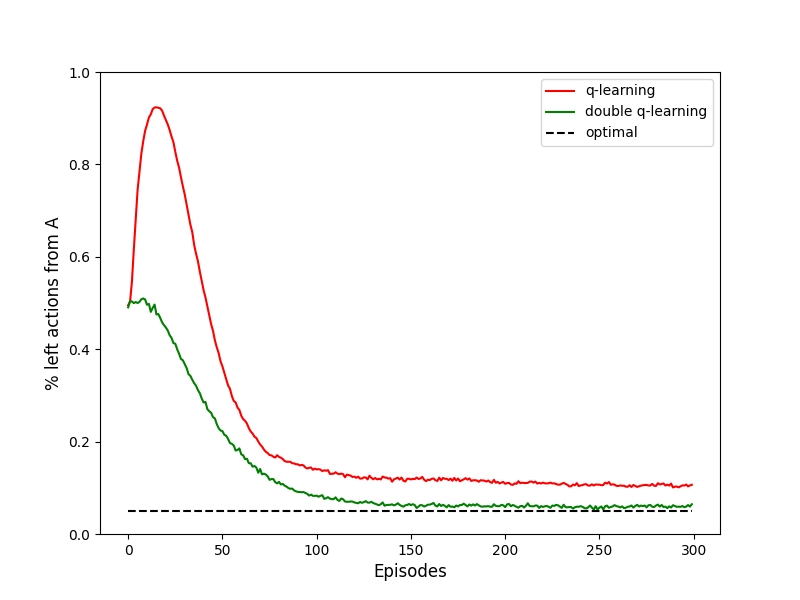 1.0
0.8
0.6
0.4
0.2
0.0
% left actions from A
q-learning
double q-learning
optimal
0 50 100 150 200 250 300
Episodes